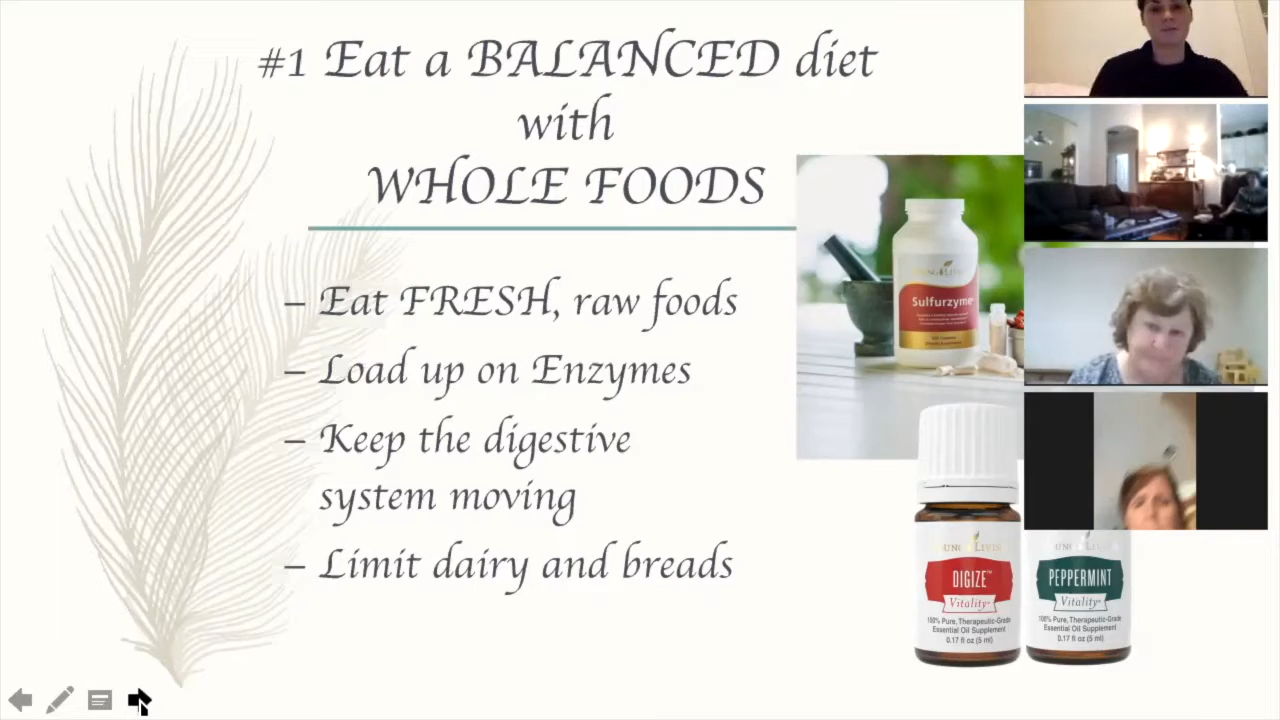 #1 Eat a BALANCED diet
with
WHOLE FOODS
– Eat FRESH, raw foods
– Load up on Enzymes
– Keep the digestive
system moving
– Limit dairy and breads
Sulfurzyme
DIGIZE™
Vitality
100% Pure, Therapeutic-Grade
Essential Oil Supplement
0.17 fl oz (5 ml)
PEPPERMINT
Vitality
100% Pure, Therapeutic-Grade
Essential Oil Supplement
0.17 fl oz (5 ml)